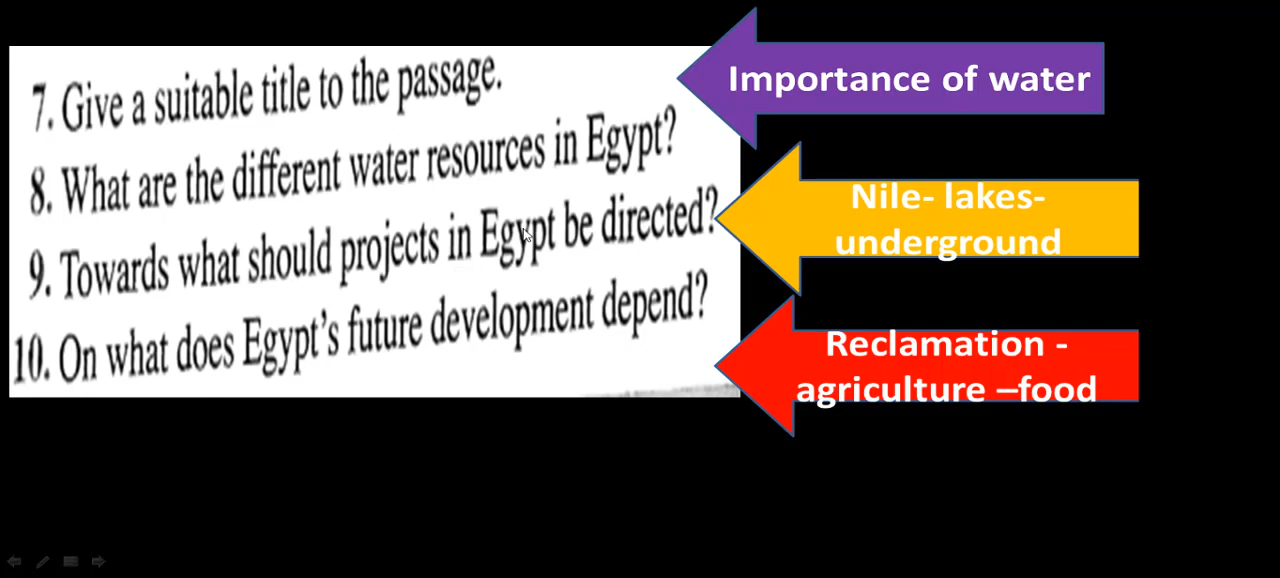 7. Give a suitable title to the passage.
8. What are the different water resources in Egypt?
9. Towards what should projects in Egypt be directed?
10. On what does Egypt's future development depend?
Importance of water
Nile- lakes-
underground
Reclamation -
agriculture –food